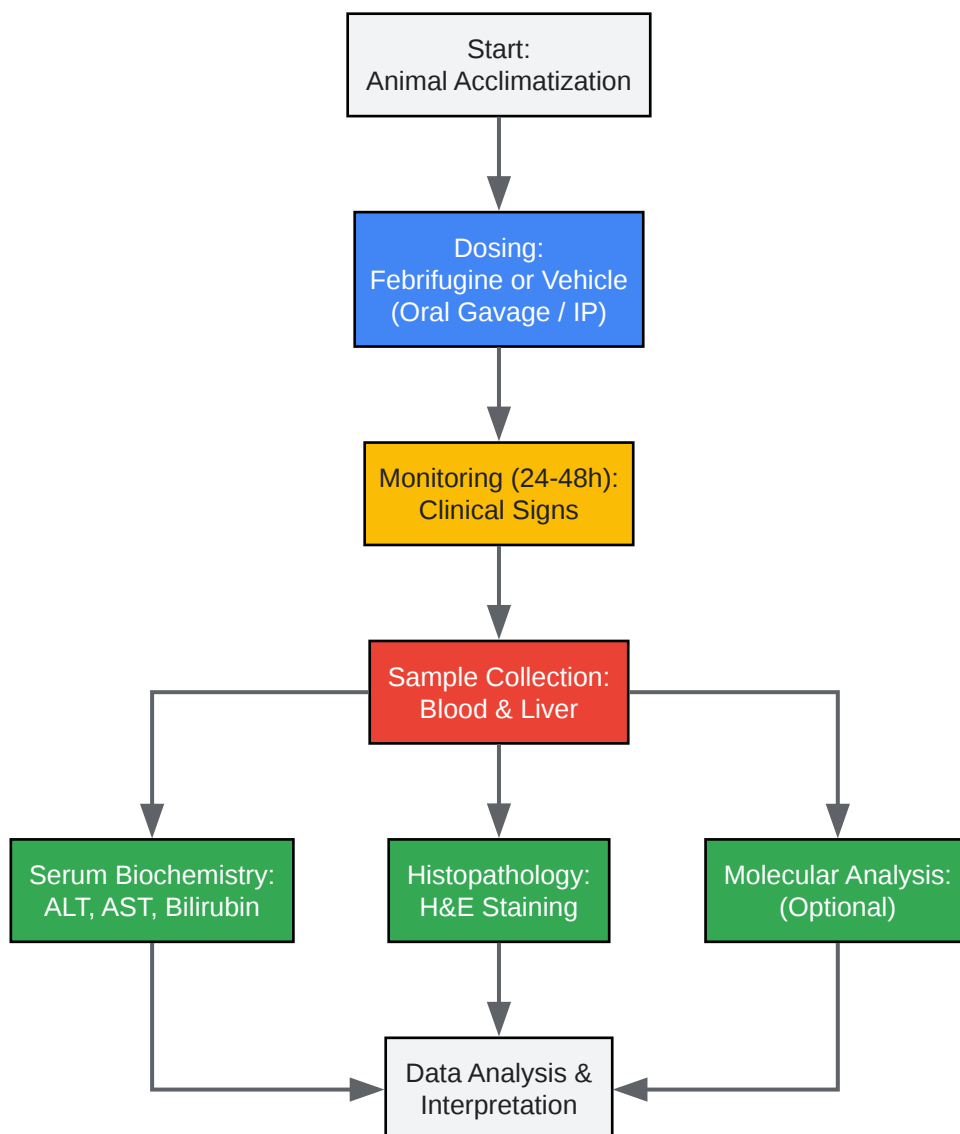 Start:
Animal Acclimatization
Dosing:
Febrifugine or Vehicle
(Oral Gavage / IP)
Monitoring (24-48h):
Clinical Signs
Sample Collection:
Blood & Liver
Serum Biochemistry:
ALT, AST, Bilirubin
Histopathology:
H&E Staining
Molecular Analysis:
(Optional)
Data Analysis &
Interpretation